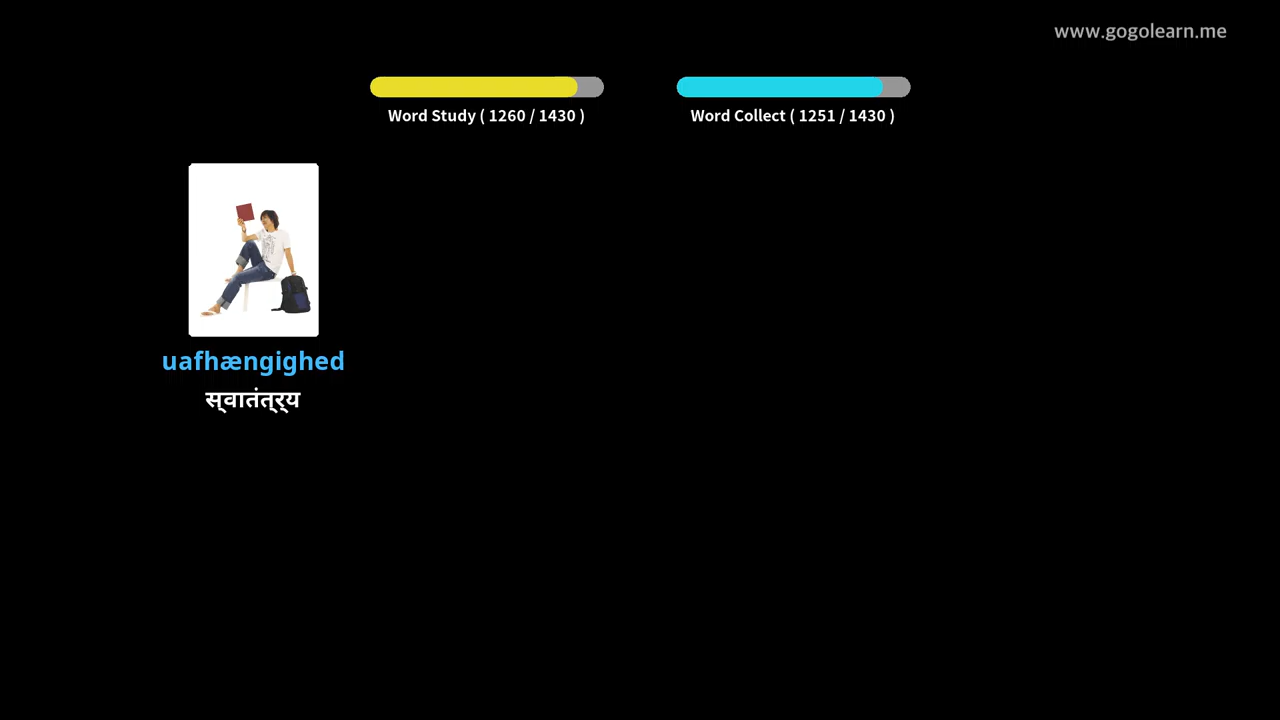 www.gogolearn.me
Word Study ( 1260 / 1430 )
Word Collect ( 1251 / 1430 )
uafhængighed
स्वातंत्र्य